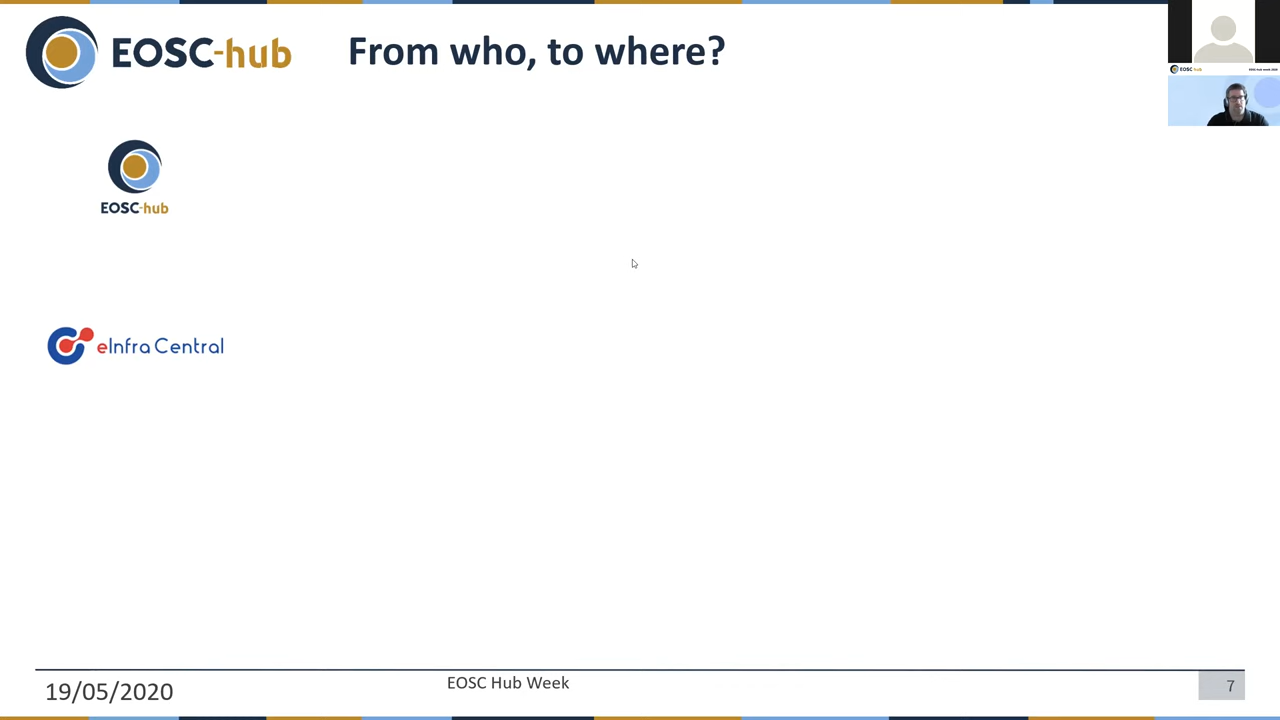 EOSC-hub
From who, to where?
EOSC-hub
eInfra Central
19/05/2020
EOSC Hub Week
7